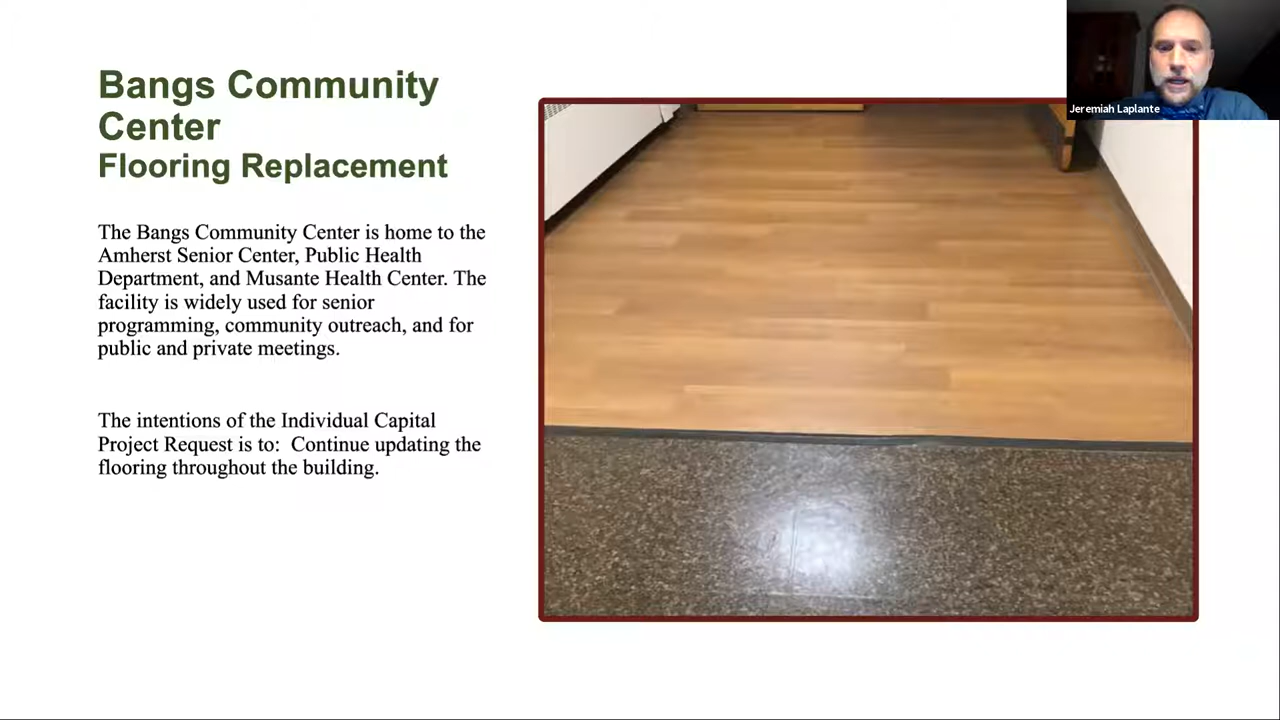 Bangs Community
Center
Flooring Replacement
The Bangs Community Center is home to the
Amherst Senior Center, Public Health
Department, and Musante Health Center. The
facility is widely used for senior
programming, community outreach, and for
public and private meetings.
The intentions of the Individual Capital
Project Request is to:  Continue updating the
flooring throughout the building.
Jeremiah Laplante